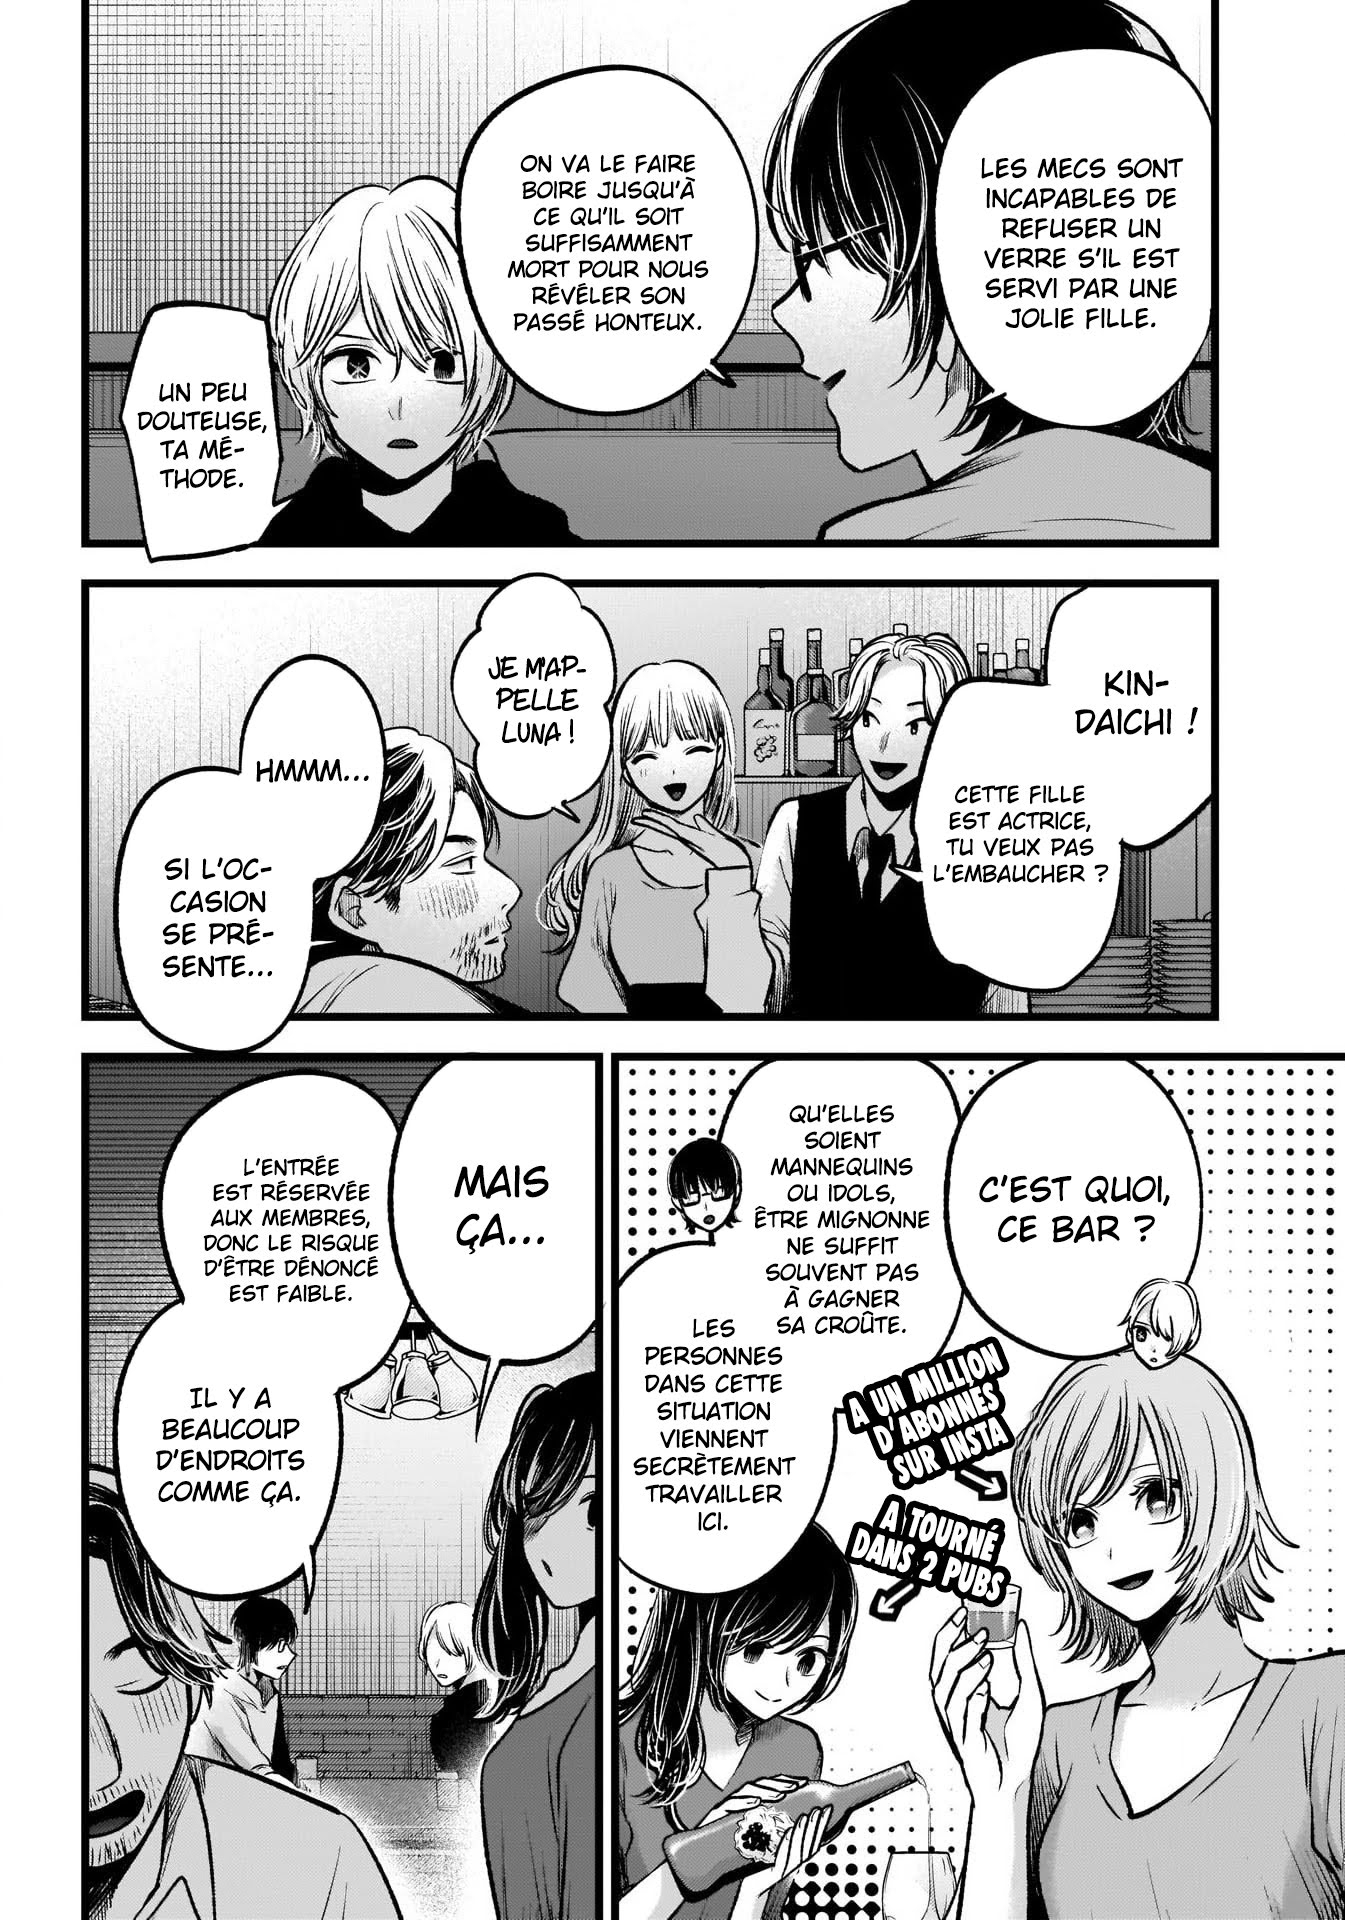 LES MECS SONT
INCAPABLES DE
REFUSER UN
VERRE S'IL EST
SERVI PAR UNE
JOLIE FILLE.
ON VA LE FAIRE
BOIRE JUSQU'À
CE QU'IL SOIT
SUFFISAMMENT
MORT POUR NOUS
RÉVÉLER SON
PASSÉ HONTEUX.
UN PEU
DOUTEUSE,
TA MÉ-
THODE.
KIN-
DAICHI !
CETTE FILLE
EST ACTRICE,
TU VEUX PAS
L'EMBAUCHER ?
JE M'AP-
PELLE
LUNA !
HMMM...
SI L'OC-
CASION
SE PRÉ-
SENTE...
C'EST QUOI,
CE BAR ?
QU'ELLES
SOIENT
MANNEQUINS
OU IDOLS,
ÊTRE MIGNONNE
NE SUFFIT
SOUVENT PAS
À GAGNER
SA CROÛTE.
LES
PERSONNES
DANS CETTE
SITUATION
VIENNENT
SECRÈTEMENT
TRAVAILLER
ICI.
A UN MILLION
D'ABONNES
SUR INSTA
A TOURNÉ
DANS 2 PUBS
MAIS
ÇA...
L'ENTRÉE
EST RÉSERVÉE
AUX MEMBRES,
DONC LE RISQUE
D'ÊTRE DÉNONCÉ
EST FAIBLE.
IL Y A
BEAUCOUP
D'ENDROITS
COMME ÇA.